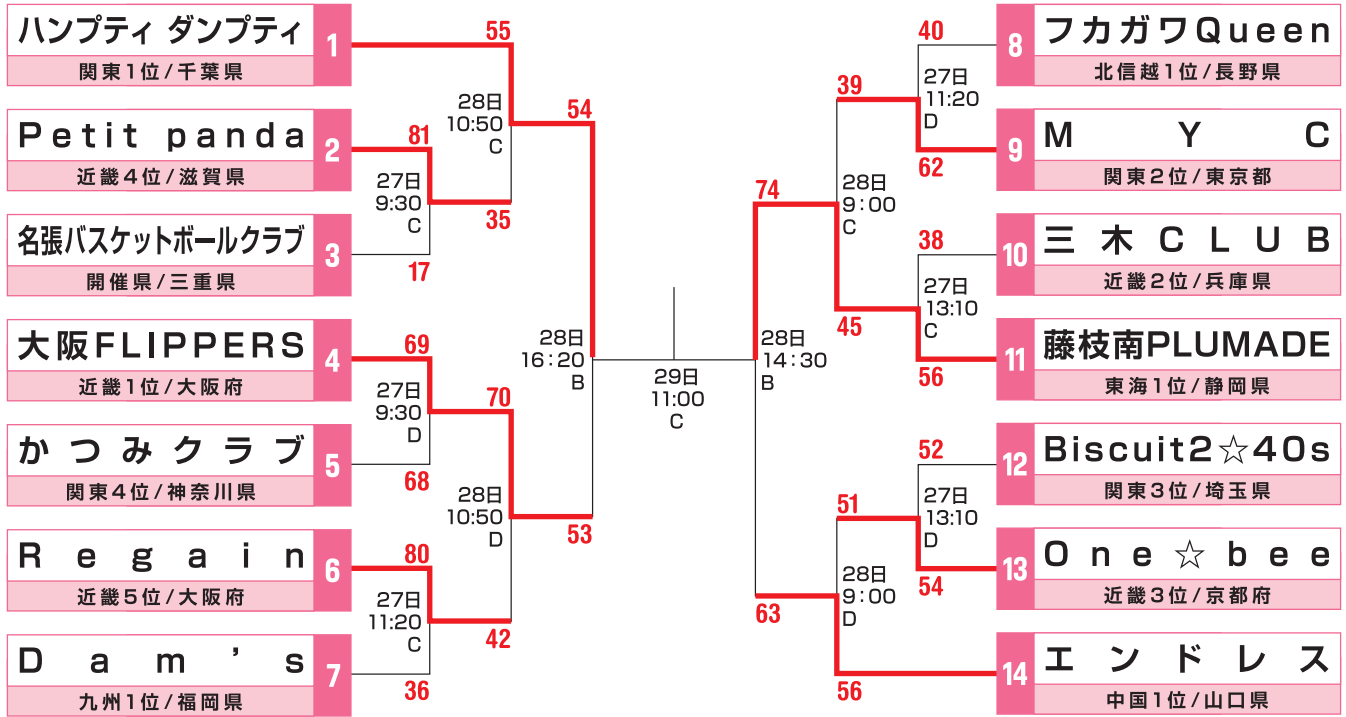 ハンプティ ダンプティ
1
関東1位/千葉県
Petit panda
2
近畿4位/滋賀県
名張バスケットボールクラブ
3
開催県/三重県
大阪FLIPPERS
4
近畿1位/大阪府
かつみクラブ
5
関東4位/神奈川県
Regain
6
近畿5位/大阪府
Dam's
7
九州1位/福岡県
55
81
27日
9:30
C
17
28日
10:50
C
35
54
69
27日
9:30
D
68
70
28日
10:50
D
80
27日
11:20
C
36
42
28日
16:20
B
53
29日
11:00
C
74
28日
14:30
B
63
39
28日
9:00
C
45
40
27日
11:20
D
62
38
27日
13:10
C
56
51
28日
9:00
D
56
52
27日
13:10
D
54
8
フカガワQueen
北信越1位/長野県
9
MYC
関東2位/東京都
10
三木CLUB
近畿2位/兵庫県
11
藤枝南PLUMADE
東海1位/静岡県
12
Biscuit2☆40s
関東3位/埼玉県
13
One☆bee
近畿3位/京都府
14
エンドレス
中国1位/山口県